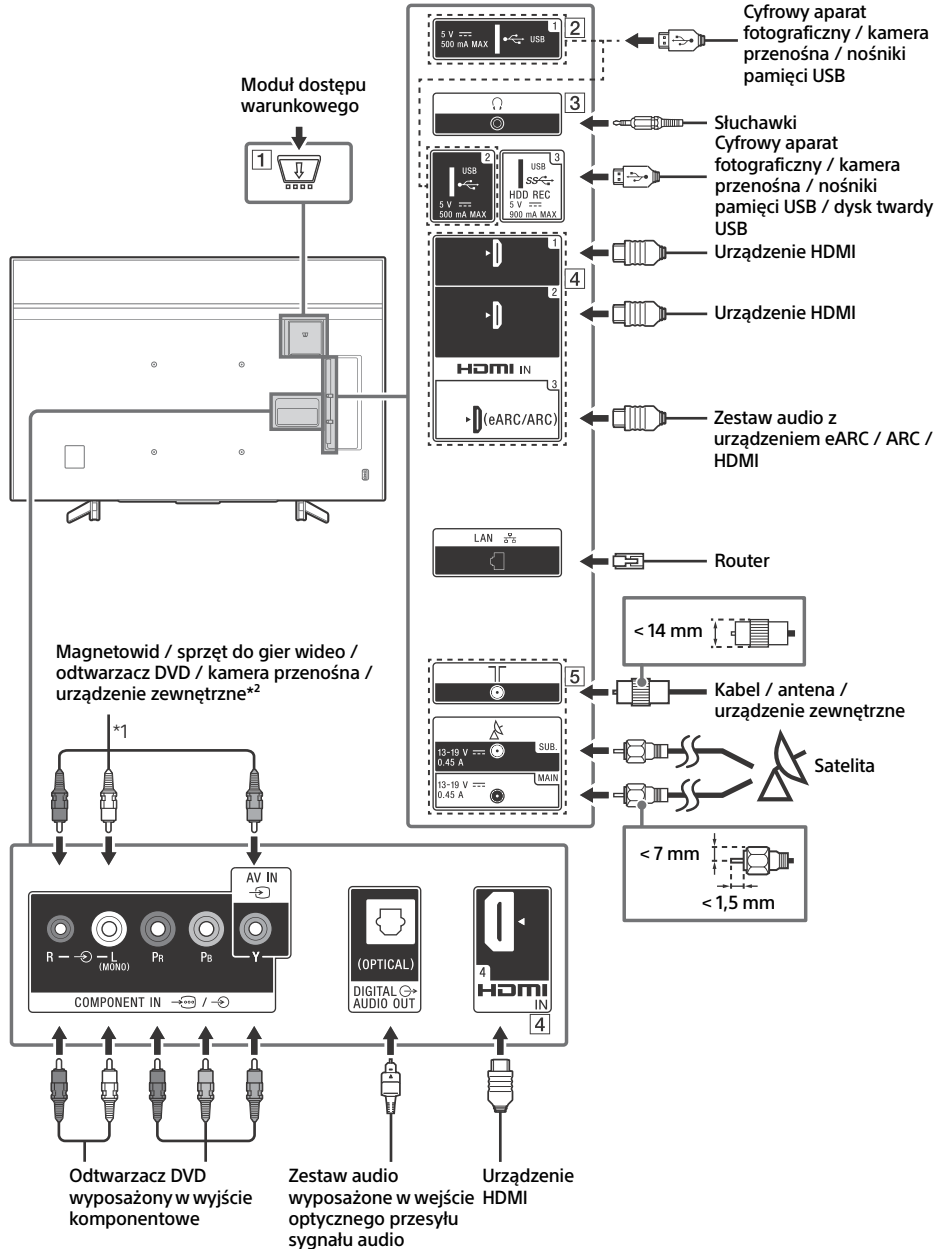 Cyfrowy aparat
fotograficzny / kamera
przenośna / nośniki
pamięci USB
5 V
500 mA MAX
USB
1
2
Moduł dostępu
warunkowego
1
3
Słuchawki
2
USB
5 V
500 mA MAX
3
USB
SS
HDD REC
5 V
900 mA MAX
Cyfrowy aparat
fotograficzny / kamera
przenośna / nośniki
pamięci USB / dysk twardy
USB
1
4
Urządzenie HDMI
2
Urządzenie HDMI
HDMI IN
3
(eARC/ARC)
Zestaw audio z
urządzeniem eARC / ARC /
HDMI
LAN
Router
< 14 mm
5
Kabel / antena /
urządzenie zewnętrzne
13-19 V
0.45 A
SUB.
13-19 V
0.45 A
MAIN
Satelita
< 7 mm
< 1,5 mm
Magnetowid / sprzęt do gier wideo /
odtwarzacz DVD / kamera przenośna /
urządzenie zewnętrzne*2
*1
AV IN
R — — L
(MONO)
PR
PB
Y
COMPONENT IN /
(OPTICAL)
DIGITAL
AUDIO OUT
4
HDMI
IN
4
Odtwarzacz DVD
wyposażony w wyjście
komponentowe
Zestaw audio
wyposażone w wejście
optycznego przesyłu
sygnału audio
Urządzenie
HDMI